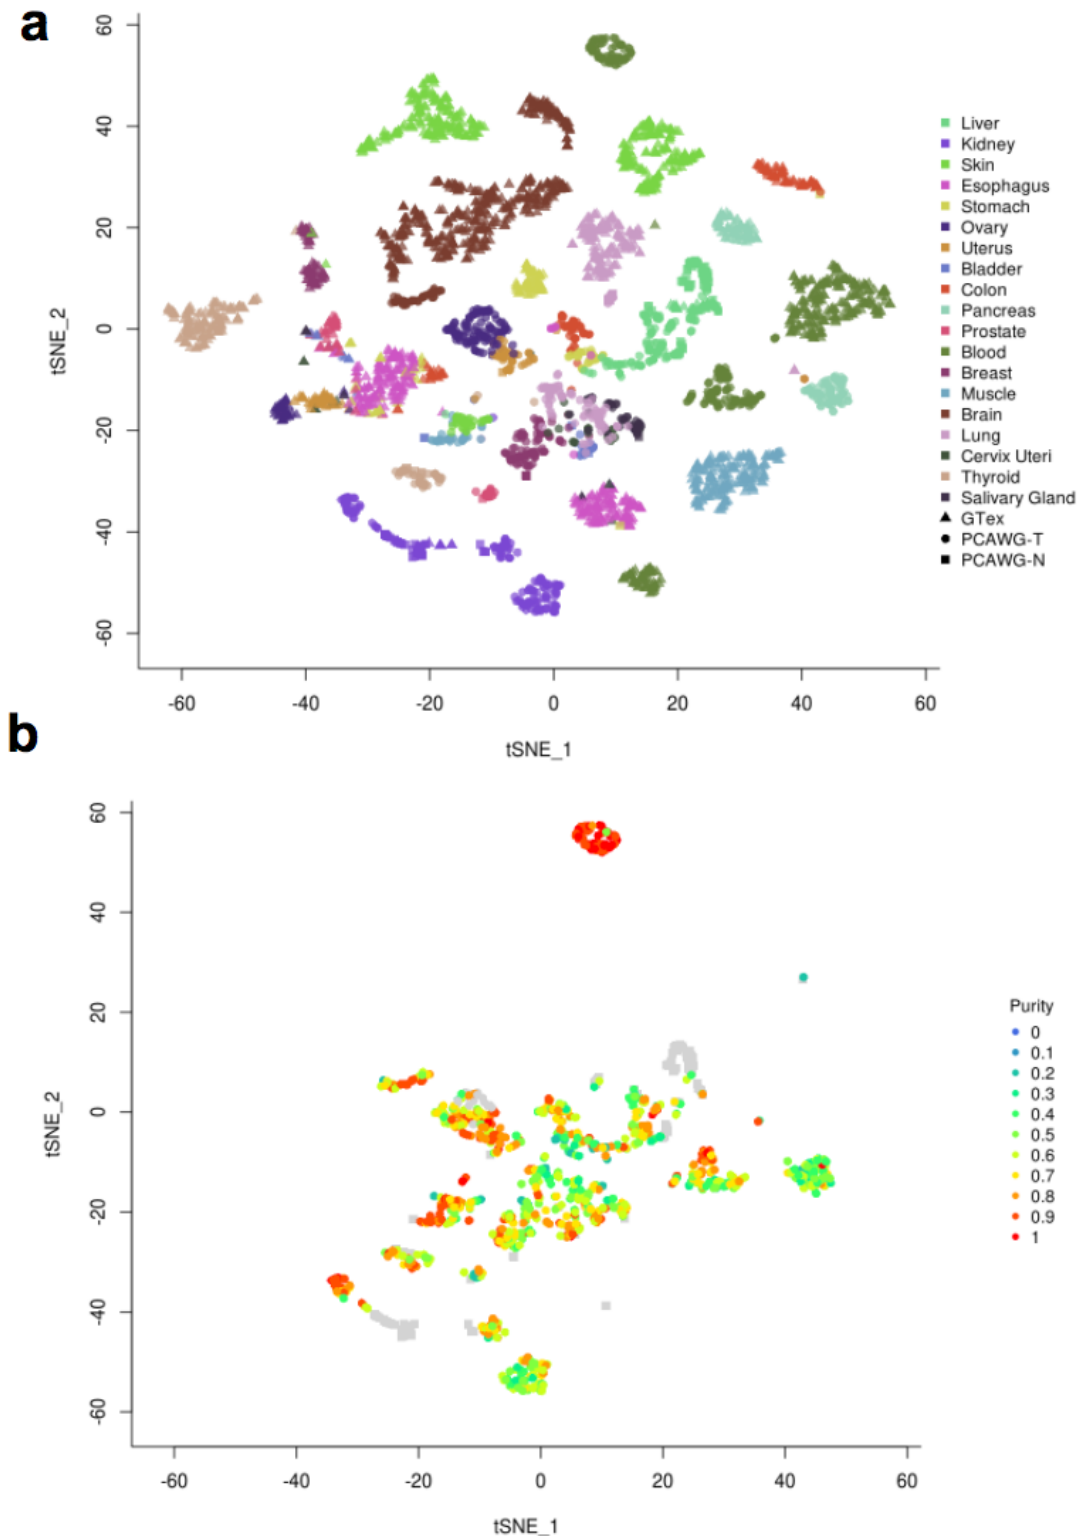 a
60
40
20
0
-20
-40
-60
tSNE_2
-60 -40 -20 0 20 40 60
tSNE_1
Liver
Kidney
Skin
Esophagus
Stomach
Ovary
Uterus
Bladder
Colon
Pancreas
Prostate
Blood
Breast
Muscle
Brain
Lung
Cervix Uteri
Thyroid
Salivary Gland
GTex
PCAWG-T
PCAWG-N
b
60
40
20
0
-20
-40
-60
tSNE_2
-60 -40 -20 0 20 40 60
tSNE_1
Purity
0
0.1
0.2
0.3
0.4
0.5
0.6
0.7
0.8
0.9
1